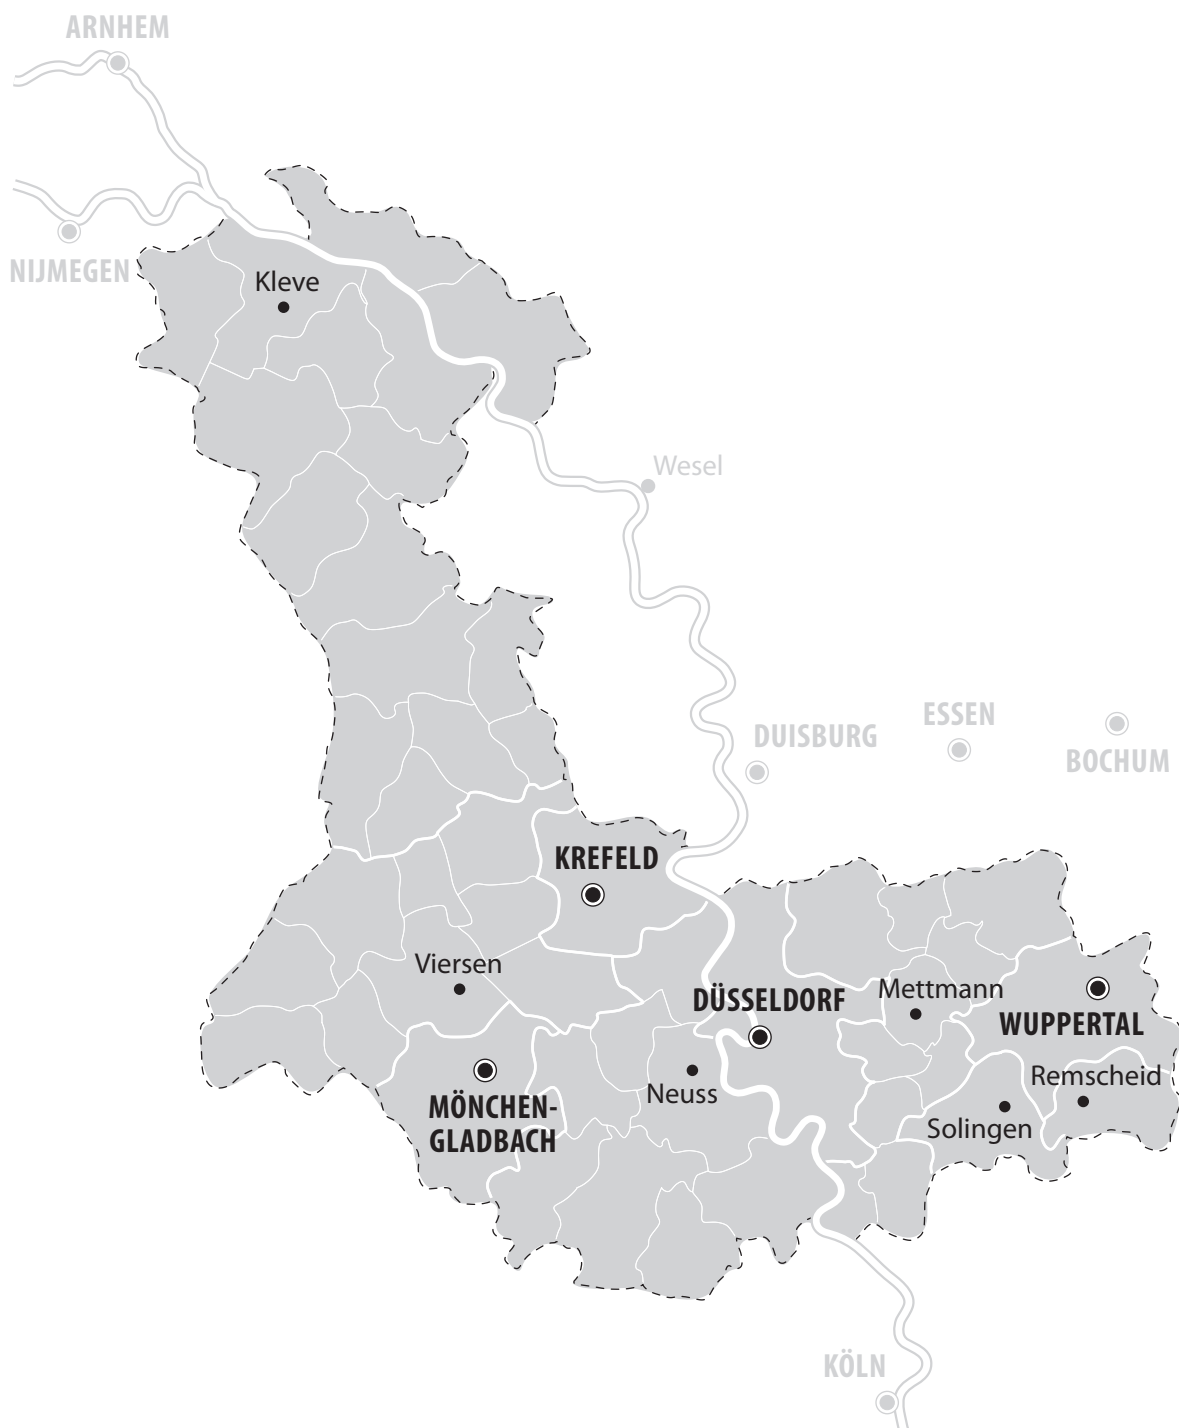 ARNHEM
NIJMEGEN
Kleve
Wesel
DUISBURG
ESSEN
BOCHUM
KREFELD
Viersen
DÜSSELDORF
Mettmann
WUPPERTAL
Neuss
MÖNCHEN-
GLADBACH
Remscheid
Solingen
KÖLN